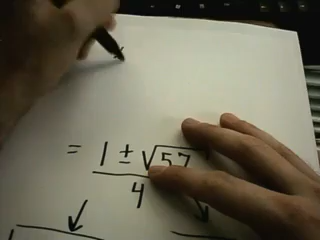 = 1 ± √57
4